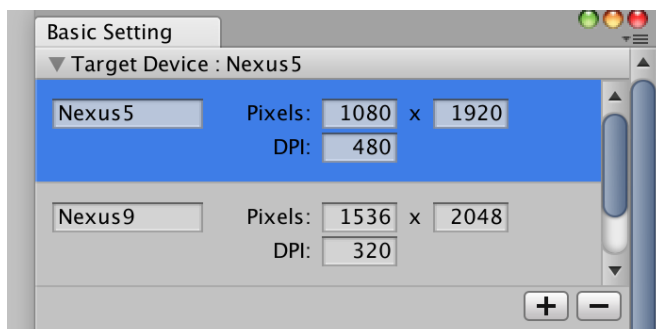 Basic Setting
Target Device : Nexus5
Nexus5 Pixels: 1080 x 1920
DPI: 480
Nexus9 Pixels: 1536 x 2048
DPI: 320